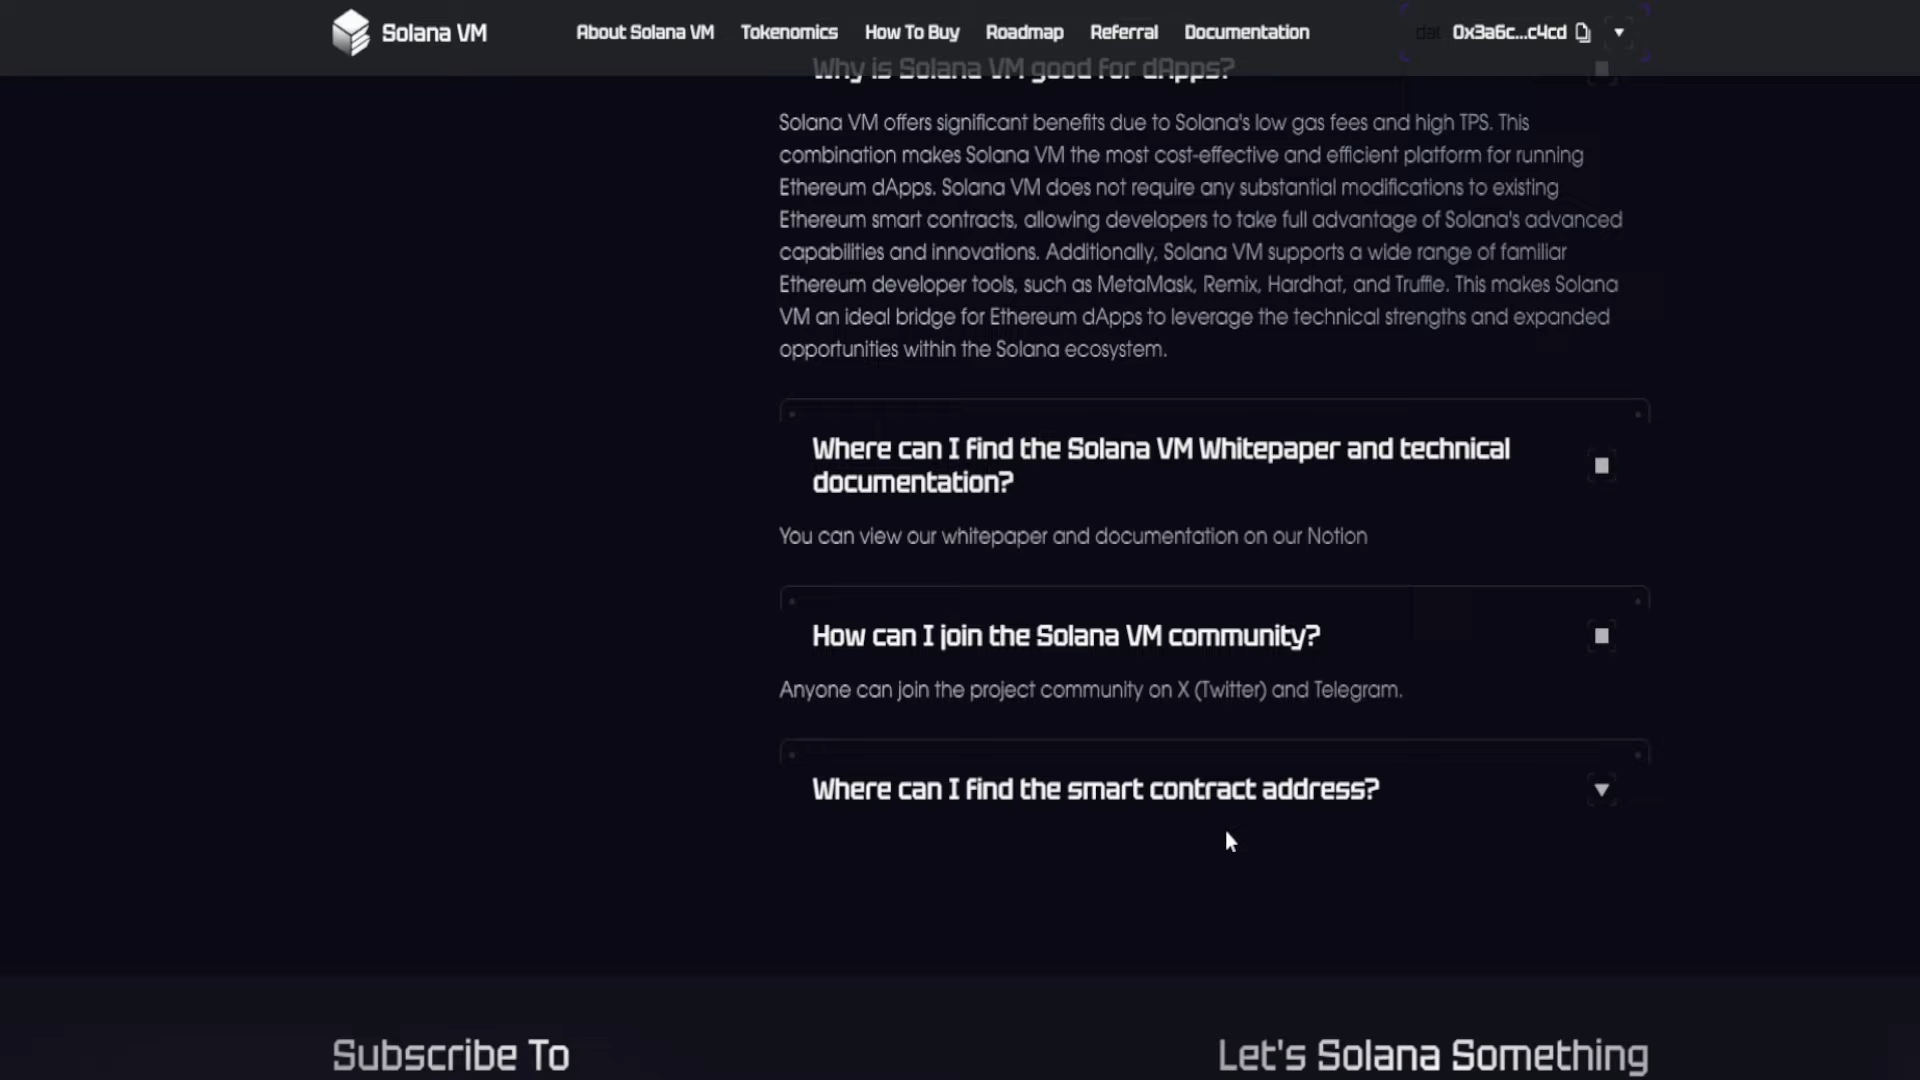 Solana VM
About Solana VM
Tokenomics
How To Buy
Roadmap
Referral
Documentation
0x3a6c...c4cd
Why is Solana VM good for dApps?
Solana VM offers significant benefits due to Solana's low gas fees and high TPS. This
combination makes Solana VM the most cost-effective and efficient platform for running
Ethereum dApps. Solana VM does not require any substantial modifications to existing
Ethereum smart contracts, allowing developers to take full advantage of Solana's advanced
capabilities and innovations. Additionally, Solana VM supports a wide range of familiar
Ethereum developer tools, such as MetaMask, Remix, Hardhat, and Truffle. This makes Solana
VM an ideal bridge for Ethereum dApps to leverage the technical strengths and expanded
opportunities within the Solana ecosystem.
Where can I find the Solana VM Whitepaper and technical
documentation?
You can view our whitepaper and documentation on our Notion
How can I join the Solana VM community?
Anyone can join the project community on X (Twitter) and Telegram.
Where can I find the smart contract address?
Subscribe To
Let's Solana Something